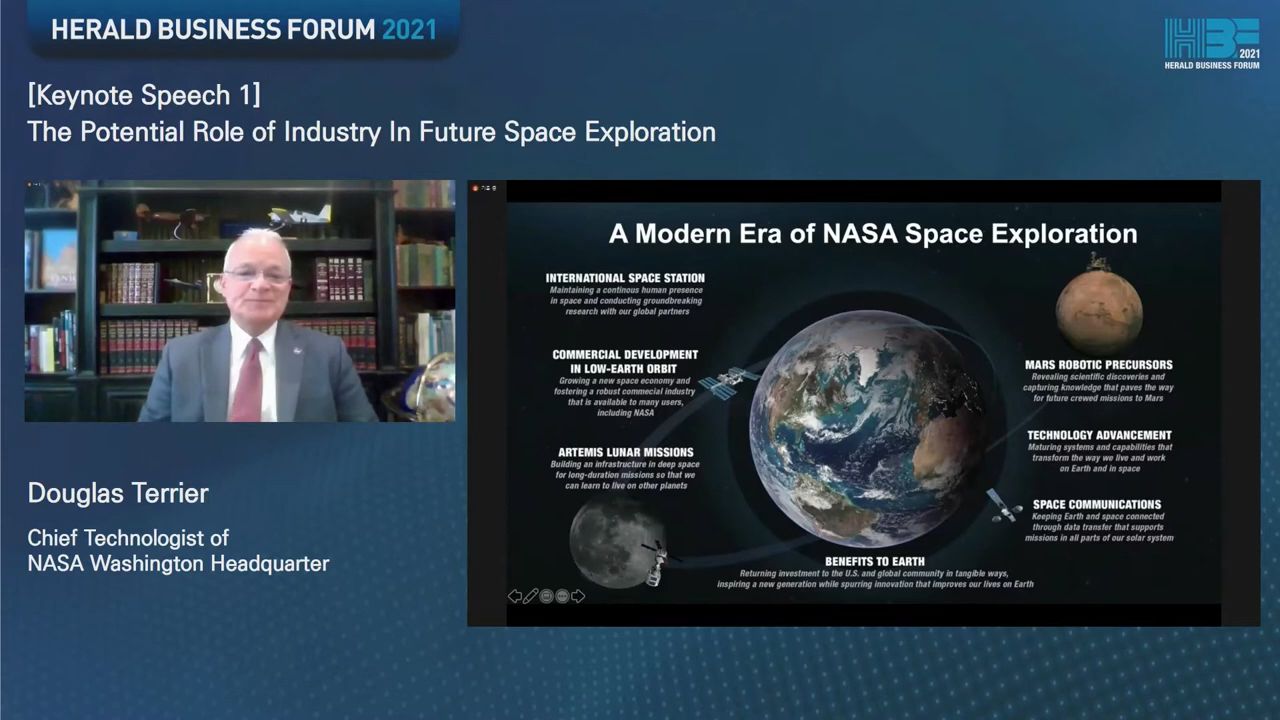 HERALD BUSINESS FORUM 2021
HBF
2021
HERALD BUSINESS FORUM
[Keynote Speech 1]
The Potential Role of Industry In Future Space Exploration
A Modern Era of NASA Space Exploration
INTERNATIONAL SPACE STATION
Maintaining a continous human presence
in space and conducting groundbreaking
research with our global partners
COMMERCIAL DEVELOPMENT
IN LOW-EARTH ORBIT
Growing a new space economy and
fostering a robust commecial industry
that is available to many users,
including NASA
ARTEMIS LUNAR MISSIONS
Building an infrastructure in deep space
for long-duration missions so that we
can learn to live on other planets
MARS ROBOTIC PRECURSORS
Revealing scientific discoveries and
capturing knowledge that paves the way
for future crewed missions to Mars
TECHNOLOGY ADVANCEMENT
Maturing systems and capabilities that
transform the way we live and work
on Earth and in space
SPACE COMMUNICATIONS
Keeping Earth and space connected
through data transfer that supports
missions in all parts of our solar system
BENEFITS TO EARTH
Returning investment to the U.S. and global community in tangible ways,
inspiring a new generation while spurring innovation that improves our lives on Earth
Douglas Terrier
Chief Technologist of
NASA Washington Headquarter